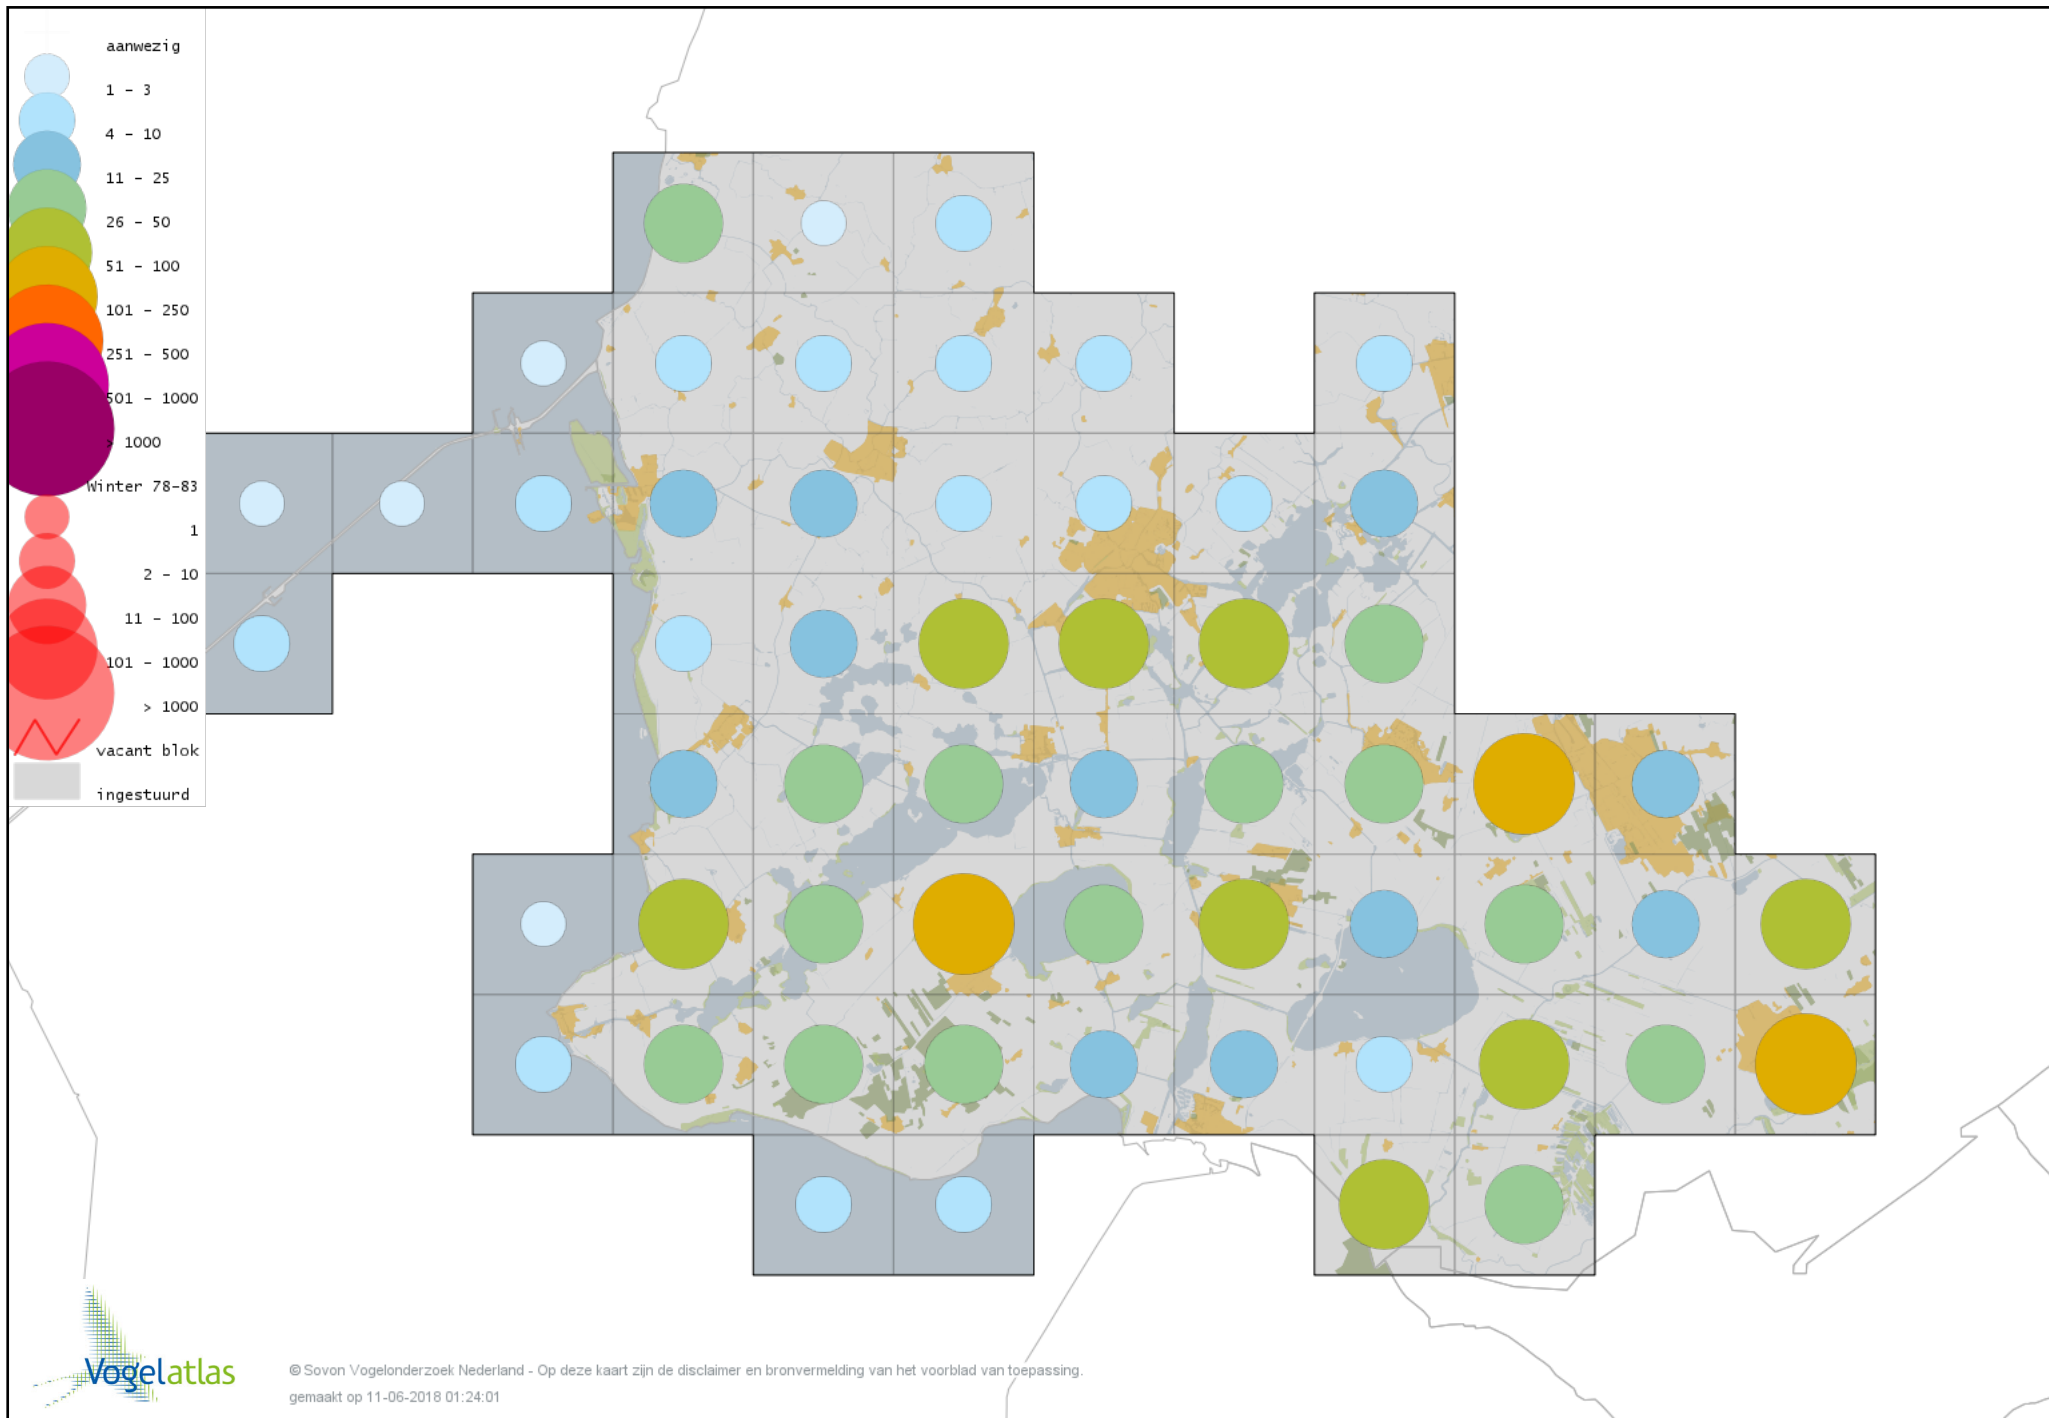 aanwezig
1 - 3
4 - 10
11 - 25
26 - 50
51 - 100
101 - 250
251 - 500
501 - 1000
> 1000
Winter 78-83
1
2 - 10
11 - 100
101 - 1000
> 1000
vacant blok
ingestuurd
Vogelatlas
© Sovon Vogelonderzoek Nederland - Op deze kaart zijn de disclaimer en bronvermelding van het voorblad van toepassing.
gemaakt op 11-06-2018 01:24:01